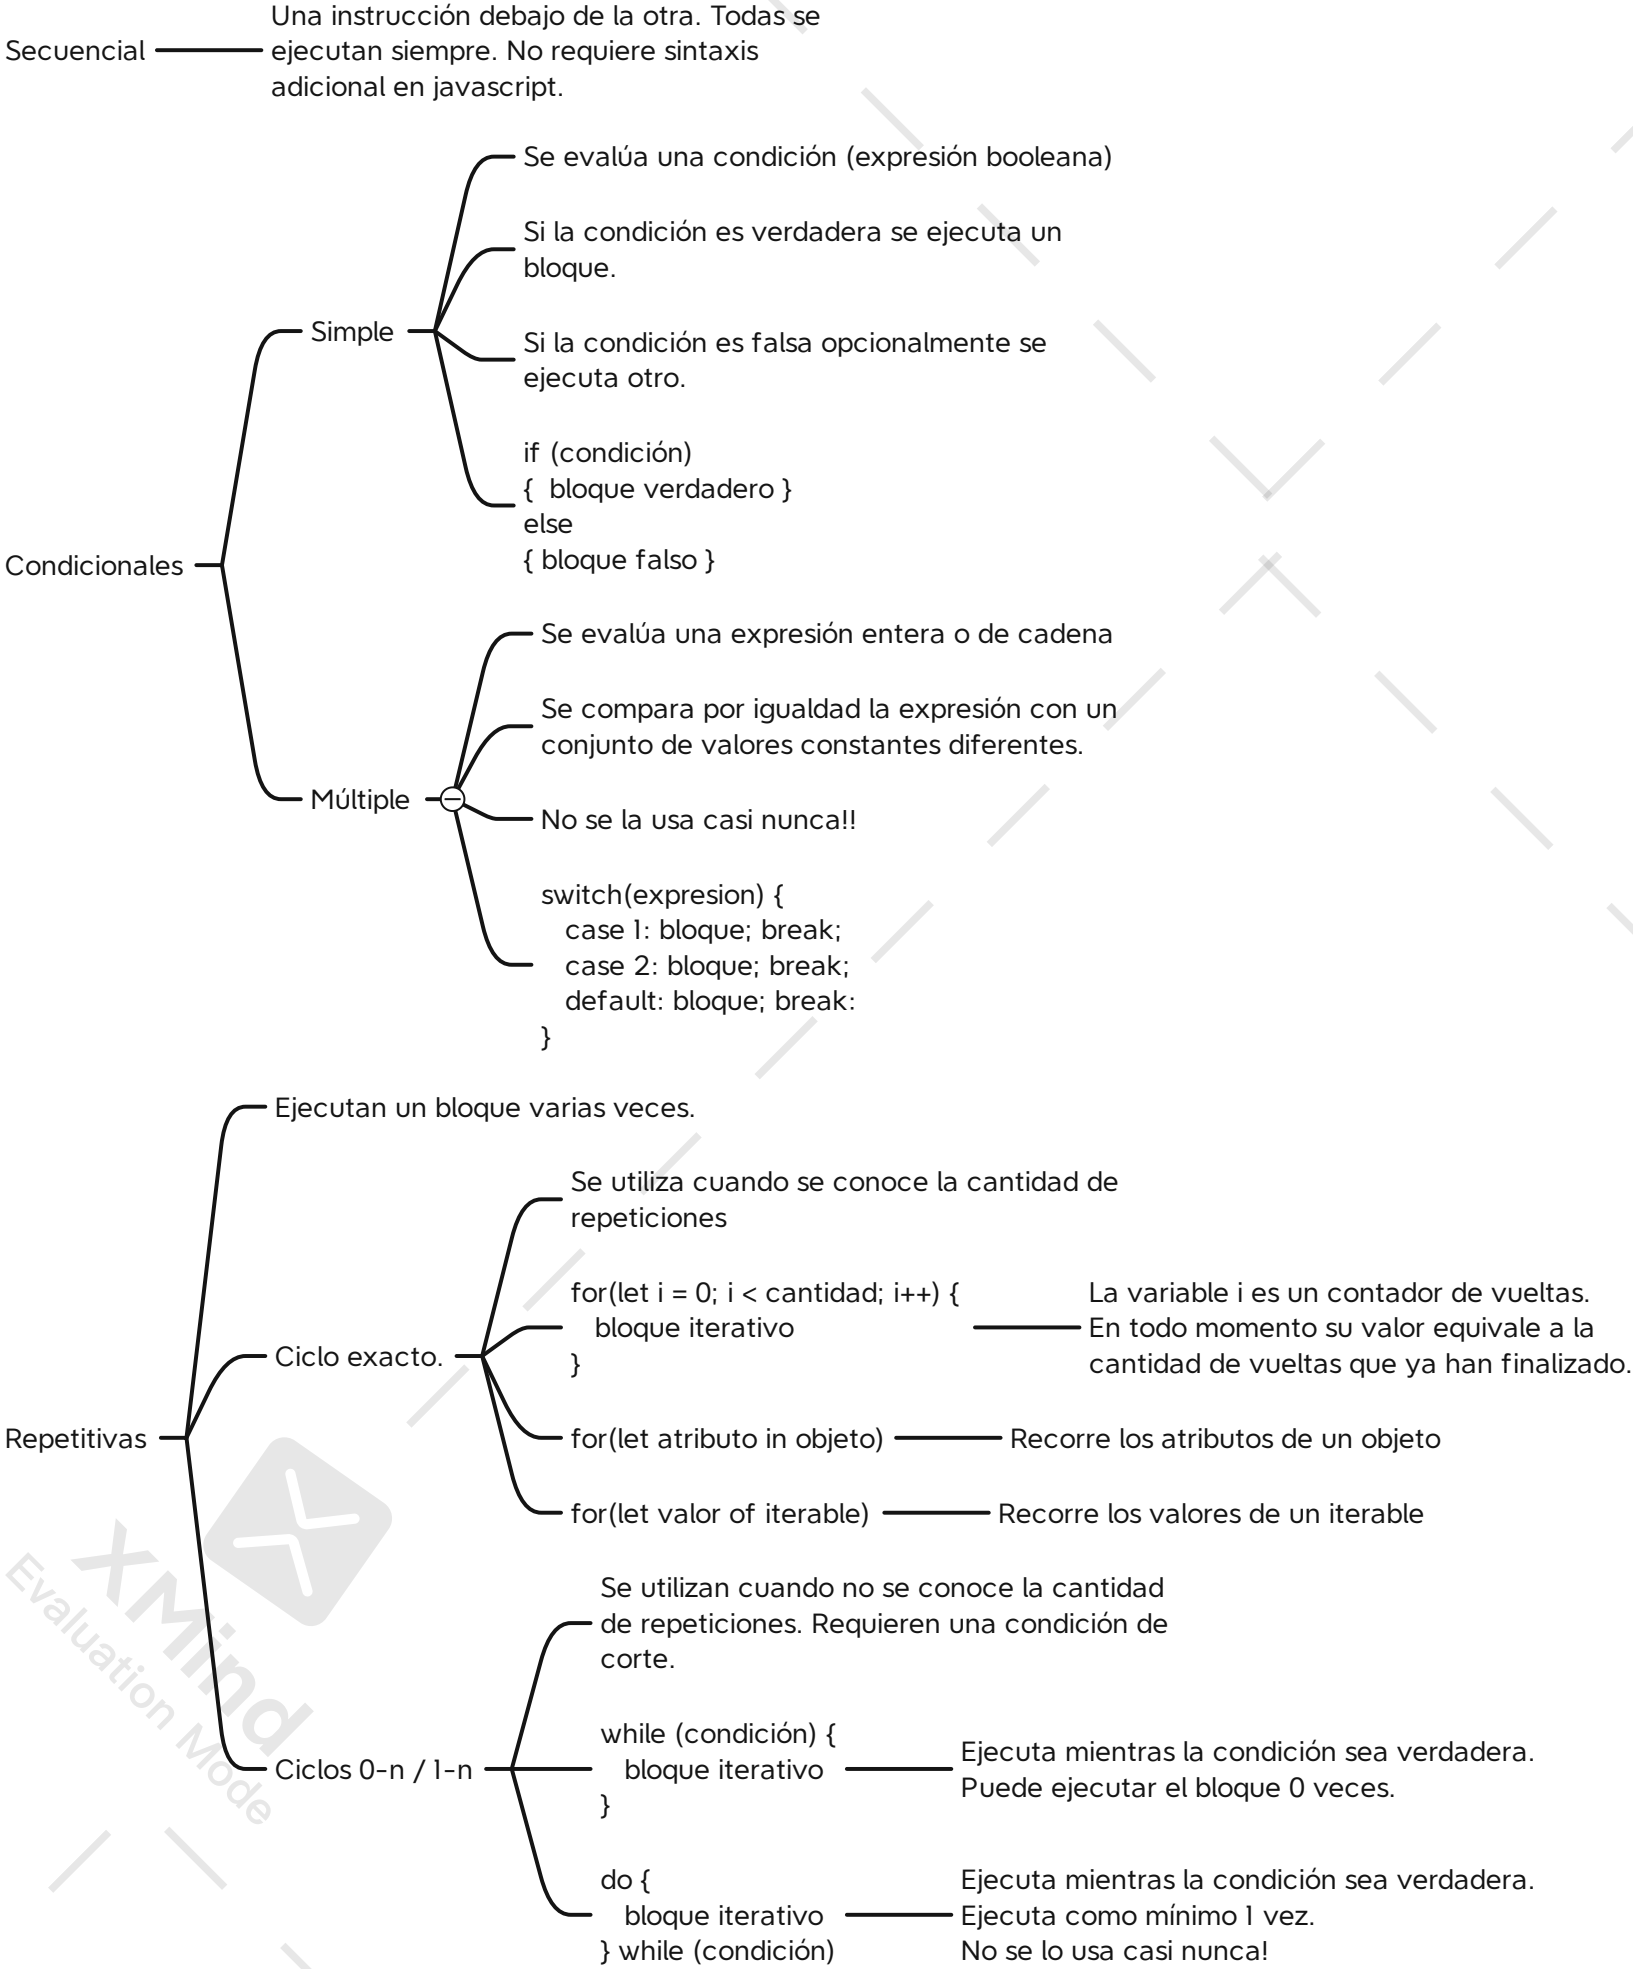 Una instrucción debajo de la otra. Todas se
Secuencial
ejecutan siempre. No requiere sintaxis
adicional en javascript.
Condicionales
Simple
Se evalúa una condición (expresión booleana)
Si la condición es verdadera se ejecuta un
bloque.
Si la condición es falsa opcionalmente se
ejecuta otro.
if (condición)
{  bloque verdadero }
else
{ bloque falso }
Múltiple
Se evalúa una expresión entera o de cadena
Se compara por igualdad la expresión con un
conjunto de valores constantes diferentes.
No se la usa casi nunca!!
switch(expresion) {
   case 1: bloque; break;
   case 2: bloque; break;
   default: bloque; break:
}
Repetitivas
Ejecutan un bloque varias veces.
Ciclo exacto.
Se utiliza cuando se conoce la cantidad de
repeticiones
for(let i = 0; i < cantidad; i++) {
   bloque iterativo
}
La variable i es un contador de vueltas.
En todo momento su valor equivale a la
cantidad de vueltas que ya han finalizado.
for(let atributo in objeto)
Recorre los atributos de un objeto
for(let valor of iterable)
Recorre los valores de un iterable
Ciclos 0-n / 1-n
Se utilizan cuando no se conoce la cantidad
de repeticiones. Requieren una condición de
corte.
while (condición) {
   bloque iterativo
}
Ejecuta mientras la condición sea verdadera.
Puede ejecutar el bloque 0 veces.
do {
   bloque iterativo
} while (condición)
Ejecuta mientras la condición sea verdadera.
Ejecuta como mínimo 1 vez.
No se lo usa casi nunca!
XMind
Evaluation Mode